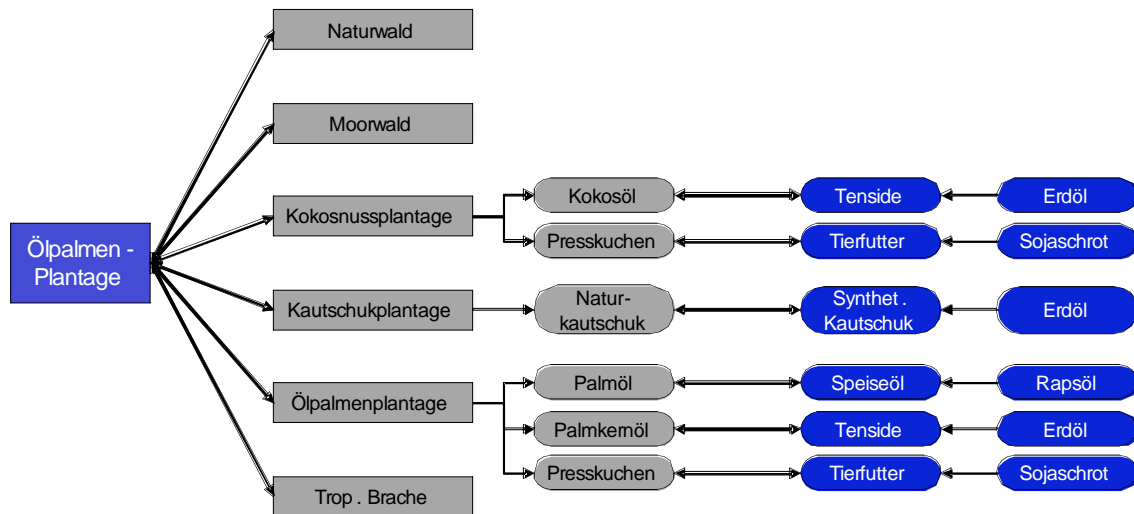 Naturwald
Moorwald
Kokosnussplantage
Kokosöl
Tenside
Erdöl
Presskuchen
Tierfutter
Sojaschrot
Ölpalmen -
Plantage
Kautschukplantage
Natur-
kautschuk
Synthet .
Kautschuk
Erdöl
Ölpalmenplantage
Palmöl
Speiseöl
Rapsöl
Palmkernöl
Tenside
Erdöl
Presskuchen
Tierfutter
Sojaschrot
Trop . Brache